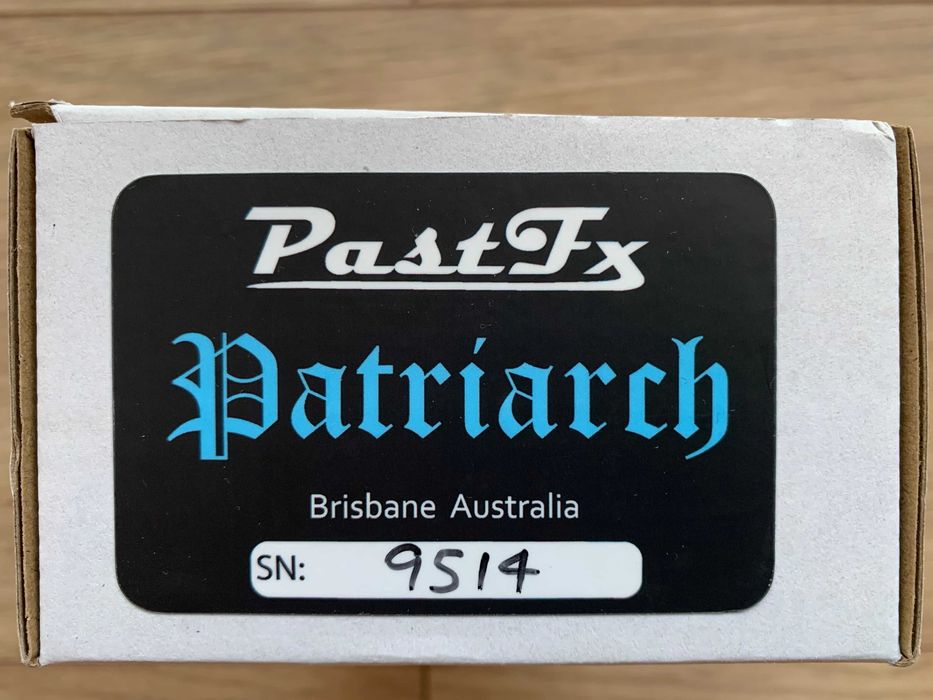 PastFx
Patriarch
Brisbane Australia
SN: 9514